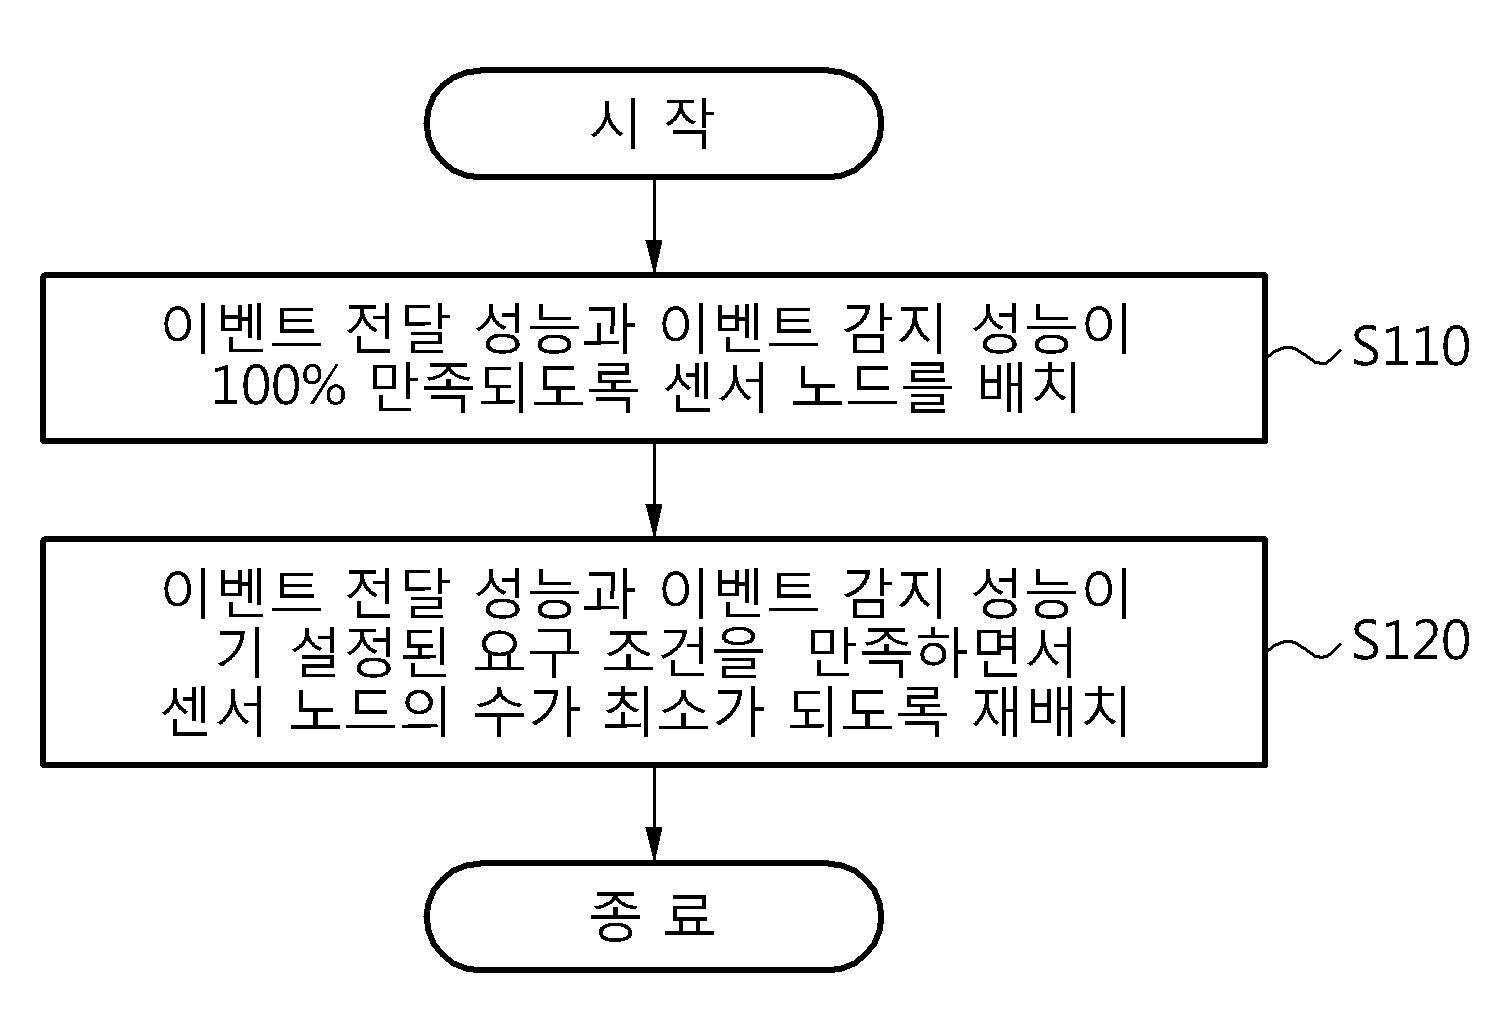 시 작
이벤트 전달 성능과 이벤트 감지 성능이
100% 만족되도록 센서 노드를 배치
S110
이벤트 전달 성능과 이벤트 감지 성능이
기 설정된 요구 조건을 만족하면서
센서 노드의 수가 최소가 되도록 재배치
S120
종 료